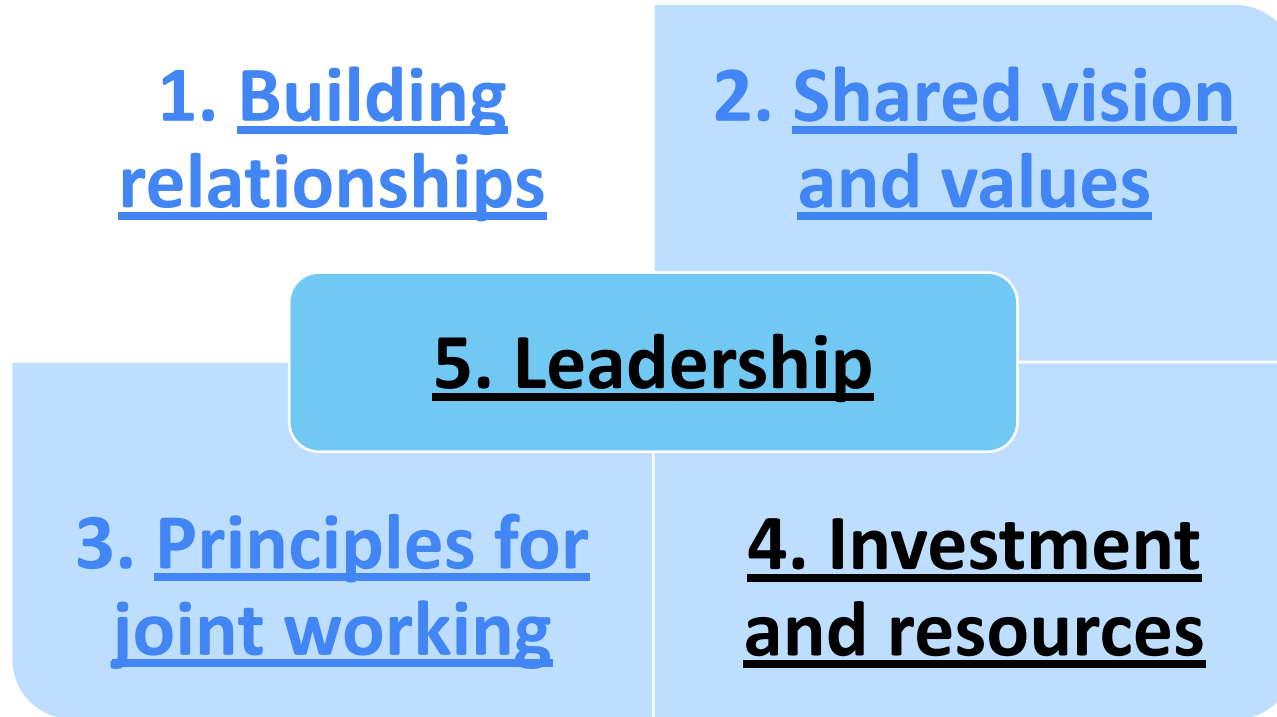 1. Building
relationships
2. Shared vision
and values
5. Leadership
3. Principles for
joint working
4. Investment
and resources